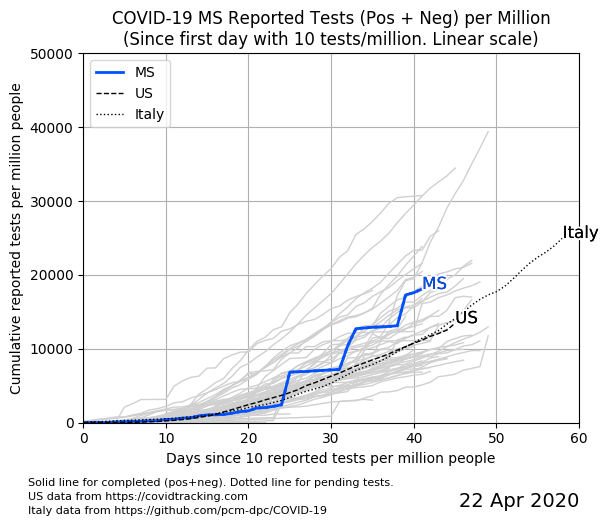 COVID-19 MS Reported Tests (Pos + Neg) per Million
(Since first day with 10 tests/million. Linear scale)
Cumulative reported tests per million people
50000
40000
30000
20000
10000
0
MS
US
Italy
Italy
MS
US
0 10 20 30 40 50 60
Days since 10 reported tests per million people
Solid line for completed (pos+neg). Dotted line for pending tests.
US data from https://covidtracking.com
Italy data from https://github.com/pcm-dpc/COVID-19
22 Apr 2020